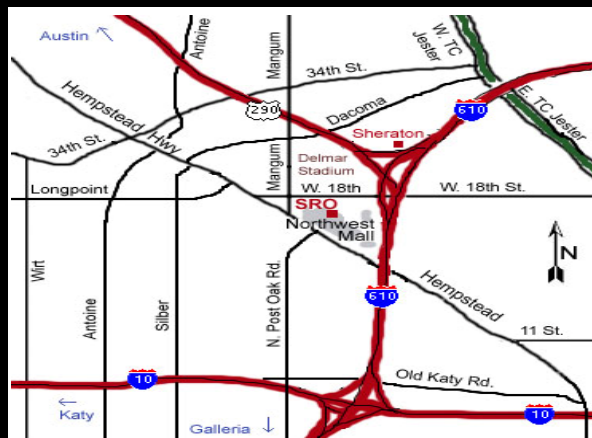 Austin
Antoine
Mangum
W. TC
Jester
34th St.
Hempstead
Hwy
290
Dacoma
610
E. TC Jester
34th St.
Sheraton
Delmar
Stadium
Mangum
Longpoint
W. 18th
W. 18th St.
SRO
Northwest
Mall
N
Wirt
Antoine
Silber
N. Post Oak Rd.
610
Hempstead
11 St.
10
Old Katy Rd.
Katy
Galleria
10